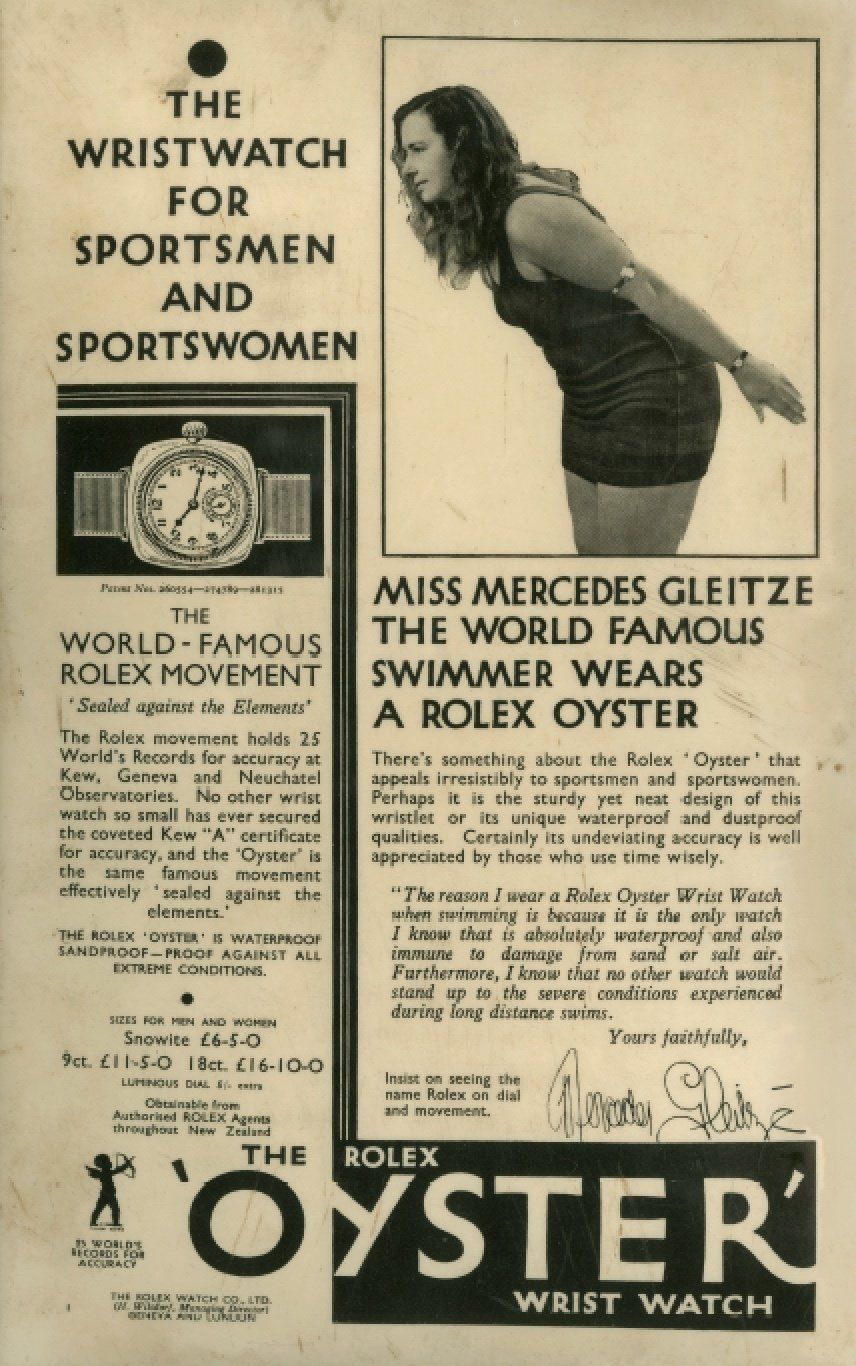 THE
WRISTWATCH
FOR
SPORTSMEN
AND
SPORTSWOMEN
Patent Nos. 260554—274789—281315
THE
WORLD-FAMOUS
ROLEX MOVEMENT
'Sealed against the Elements'
The Rolex movement holds 25
World's Records for accuracy at
Kew, Geneva and Neuchatel
Observatories. No other wrist
watch so small has ever secured
the coveted Kew "A" certificate
for accuracy, and the 'Oyster' is
the same famous movement
effectively 'sealed against the
elements.'
THE ROLEX 'OYSTER' IS WATERPROOF
SANDPROOF—PROOF AGAINST ALL
EXTREME CONDITIONS.
SIZES FOR MEN AND WOMEN
Snowite £6-5-0
9ct. £11-5-0 18ct. £16-10-0
LUMINOUS DIAL 5/- extra
Obtainable from
Authorised ROLEX Agents
throughout New Zealand
MISS MERCEDES GLEITZE
THE WORLD FAMOUS
SWIMMER WEARS
A ROLEX OYSTER
There's something about the Rolex 'Oyster' that
appeals irresistibly to sportsmen and sportswomen.
Perhaps it is the sturdy yet neat design of this
wristlet or its unique waterproof and dustproof
qualities. Certainly its undeviating accuracy is well
appreciated by those who use time wisely.
"The reason I wear a Rolex Oyster Wrist Watch
when swimming is because it is the only watch
I know that is absolutely waterproof and also
immune to damage from sand or salt air.
Furthermore, I know that no other watch would
stand up to the severe conditions experienced
during long distance swims.
Yours faithfully,
Mercedes Gleitze
Insist on seeing the
name Rolex on dial
and movement.
THE ROLEX
'OYSTER'
WRIST WATCH
25 WORLD'S
RECORDS FOR
ACCURACY
THE ROLEX WATCH CO., LTD.
(H. Wilsdorf, Managing Director)
GENEVA AND LONDON